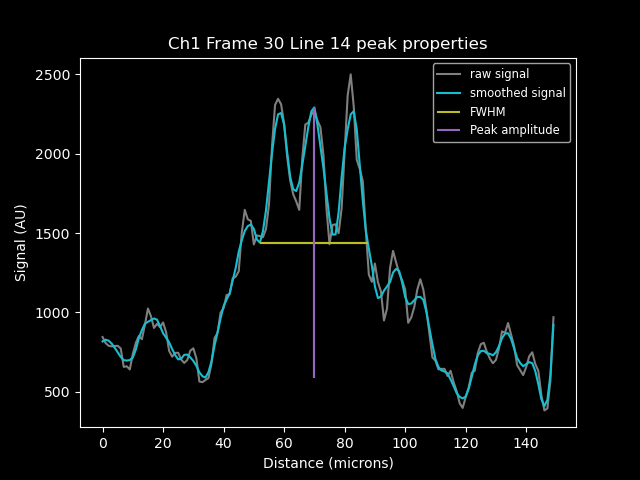 Ch1 Frame 30 Line 14 peak properties
raw signal
smoothed signal
FWHM
Peak amplitude
Signal (AU)
2500
2000
1500
1000
500
0 20 40 60 80 100 120 140
Distance (microns)